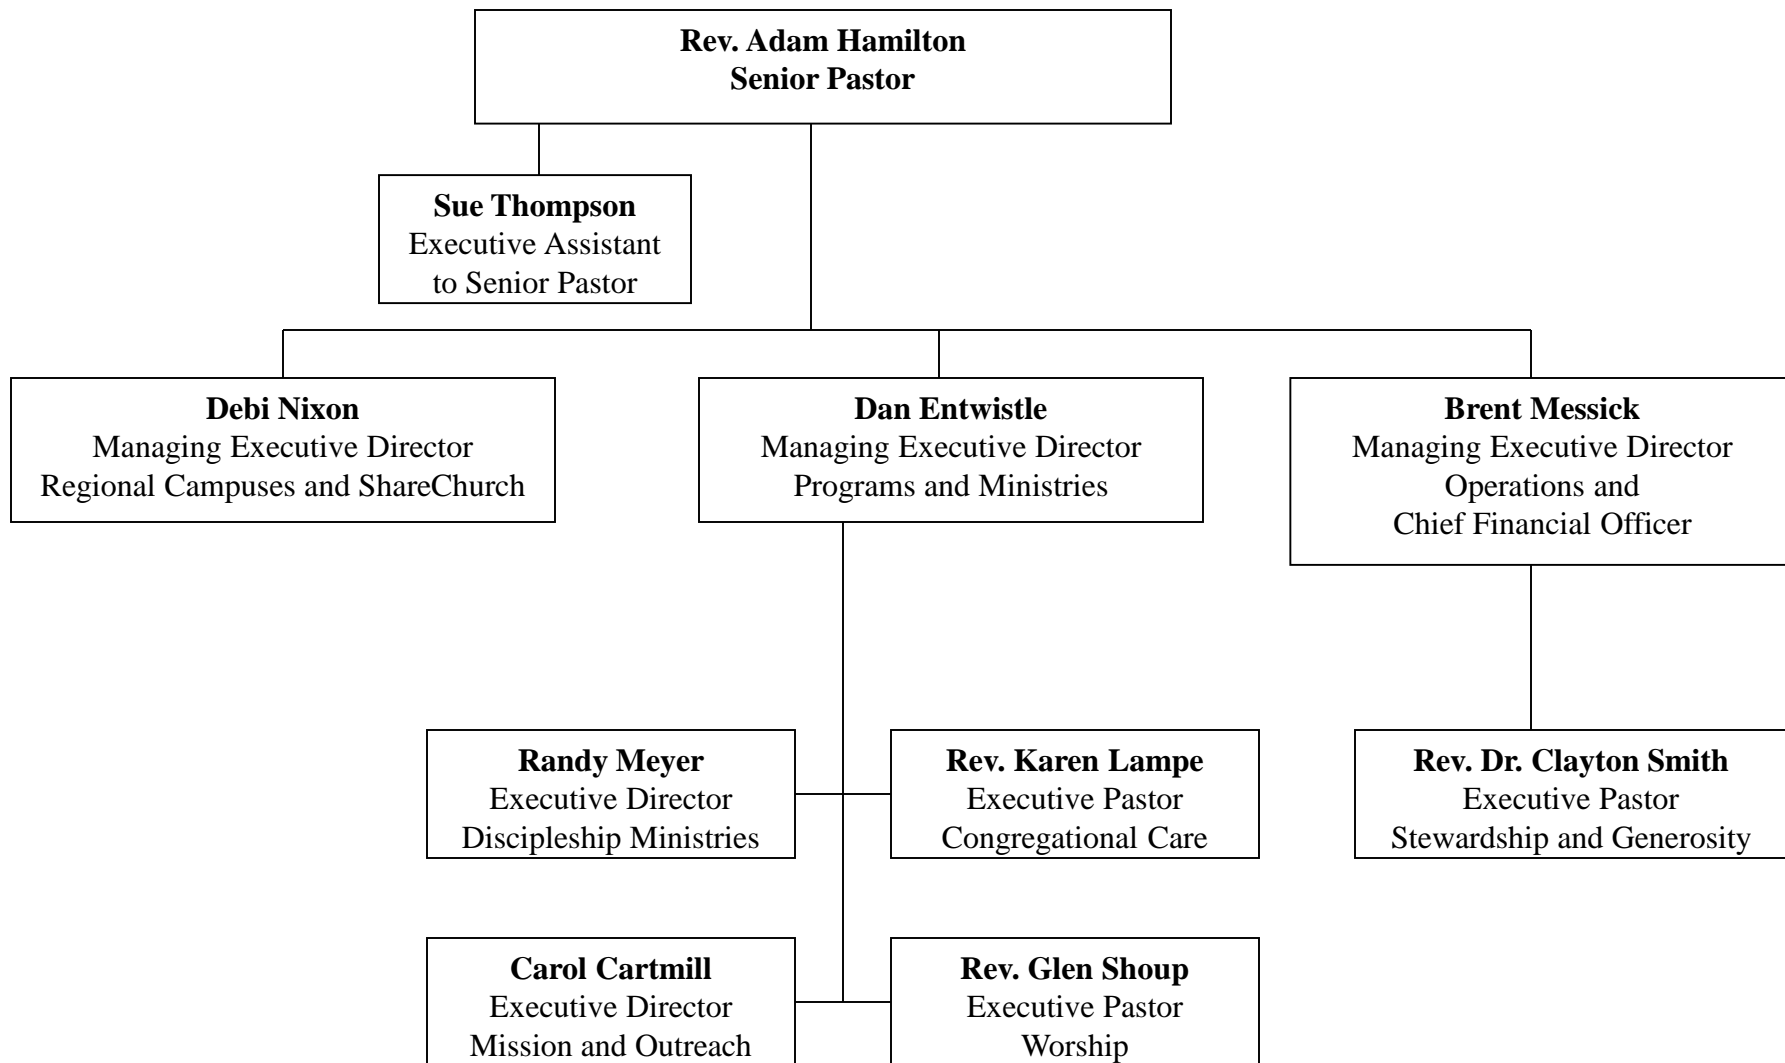 Rev. Adam Hamilton
Senior Pastor
Sue Thompson
Executive Assistant
to Senior Pastor
Debi Nixon
Managing Executive Director
Regional Campuses and ShareChurch
Dan Entwistle
Managing Executive Director
Programs and Ministries
Brent Messick
Managing Executive Director
Operations and
Chief Financial Officer
Randy Meyer
Executive Director
Discipleship Ministries
Rev. Karen Lampe
Executive Pastor
Congregational Care
Rev. Dr. Clayton Smith
Executive Pastor
Stewardship and Generosity
Carol Cartmill
Executive Director
Mission and Outreach
Rev. Glen Shoup
Executive Pastor
Worship